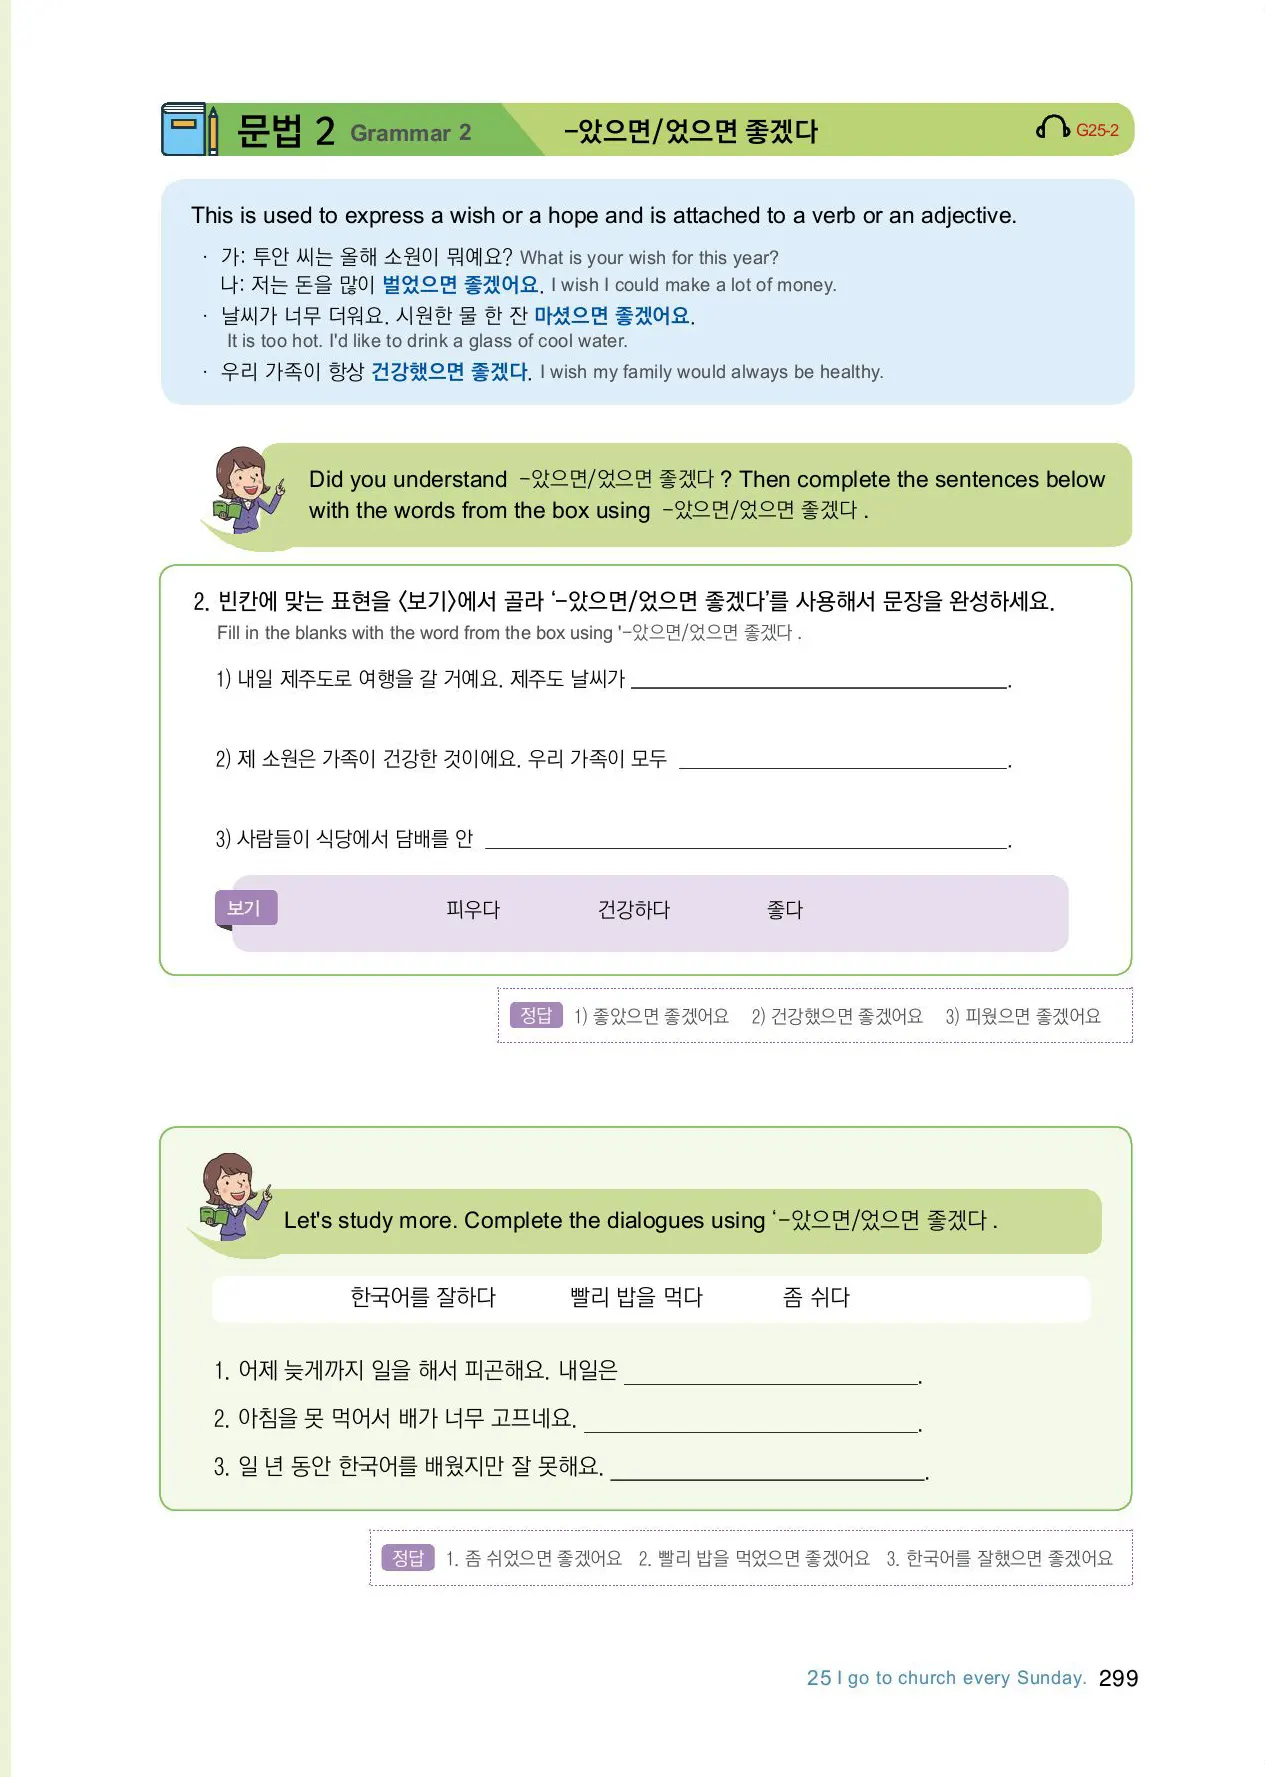 문법 2 Grammar 2 -았으면/었으면 좋겠다 G25-2
This is used to express a wish or a hope and is attached to a verb or an adjective.
· 가: 투안 씨는 올해 소원이 뭐예요? What is your wish for this year?
나: 저는 돈을 많이 벌었으면 좋겠어요. I wish I could make a lot of money.
· 날씨가 너무 더워요. 시원한 물 한 잔 마셨으면 좋겠어요.
It is too hot. I'd like to drink a glass of cool water.
· 우리 가족이 항상 건강했으면 좋겠다. I wish my family would always be healthy.
Did you understand -았으면/었으면 좋겠다 ? Then complete the sentences below
with the words from the box using -았으면/었으면 좋겠다 .
2. 빈칸에 맞는 표현을 〈보기〉에서 골라 ‘-았으면/었으면 좋겠다’를 사용해서 문장을 완성하세요.
Fill in the blanks with the word from the box using '-았으면/었으면 좋겠다 .
1) 내일 제주도로 여행을 갈 거예요. 제주도 날씨가 ______.
2) 제 소원은 가족이 건강한 것이에요. 우리 가족이 모두 ______.
3) 사람들이 식당에서 담배를 안 ______.
보기 피우다 건강하다 좋다
정답 1) 좋았으면 좋겠어요 2) 건강했으면 좋겠어요 3) 피웠으면 좋겠어요
Let's study more. Complete the dialogues using ‘-았으면/었으면 좋겠다 .
한국어를 잘하다 빨리 밥을 먹다 좀 쉬다
1. 어제 늦게까지 일을 해서 피곤해요. 내일은 ______.
2. 아침을 못 먹어서 배가 너무 고프네요. ______.
3. 일 년 동안 한국어를 배웠지만 잘 못해요. ______.
정답 1. 좀 쉬었으면 좋겠어요 2. 빨리 밥을 먹었으면 좋겠어요 3. 한국어를 잘했으면 좋겠어요
25 I go to church every Sunday. 299